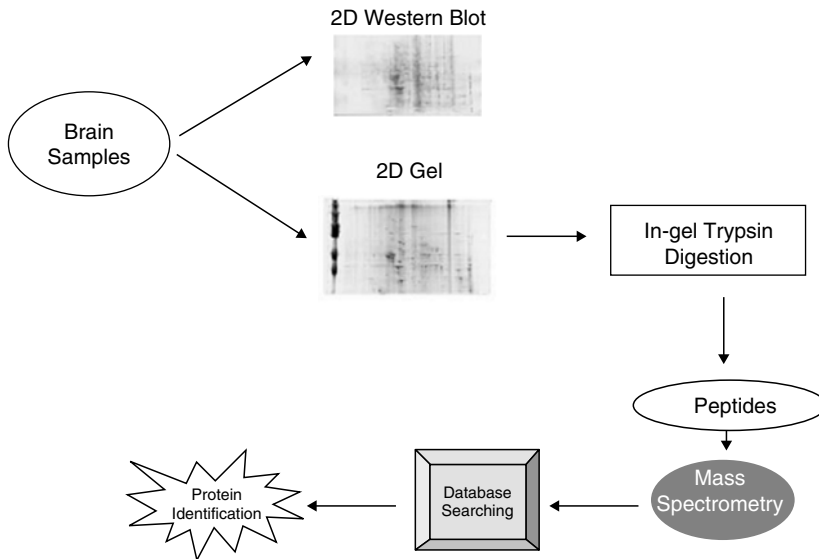 2D Western Blot
Brain
Samples
2D Gel
In-gel Trypsin
Digestion
Peptides
Mass
Spectrometry
Database
Searching
Protein
Identification